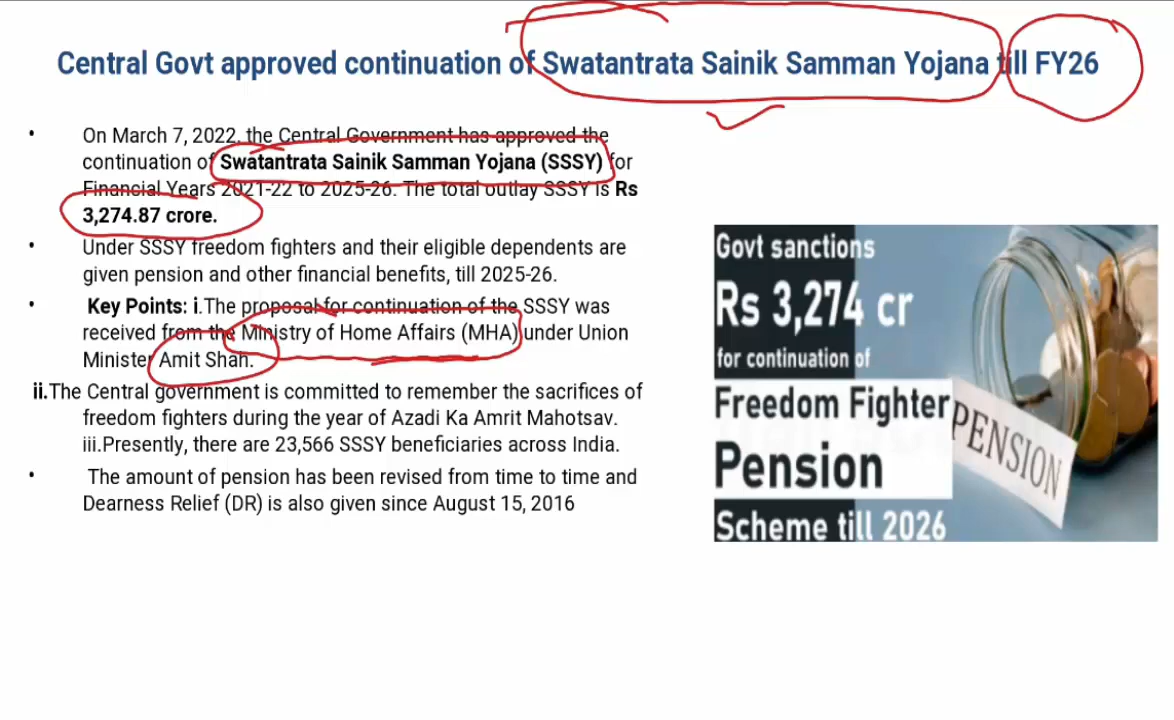 Central Govt approved continuation of Swatantrata Sainik Samman Yojana till FY26
• On March 7, 2022, the Central Government has approved the
continuation of Swatantrata Sainik Samman Yojana (SSSY) for
Financial Years 2021-22 to 2025-26. The total outlay SSSY is Rs
3,274.87 crore.
• Under SSSY freedom fighters and their eligible dependents are
given pension and other financial benefits, till 2025-26.
• Key Points: i.The proposal for continuation of the SSSY was
received from the Ministry of Home Affairs (MHA) under Union
Minister Amit Shah.
ii.The Central government is committed to remember the sacrifices of
freedom fighters during the year of Azadi Ka Amrit Mahotsav.
iii.Presently, there are 23,566 SSSY beneficiaries across India.
• The amount of pension has been revised from time to time and
Dearness Relief (DR) is also given since August 15, 2016
Govt sanctions
Rs 3,274 cr
for continuation of
Freedom Fighter
Pension
Scheme till 2026
PENSION